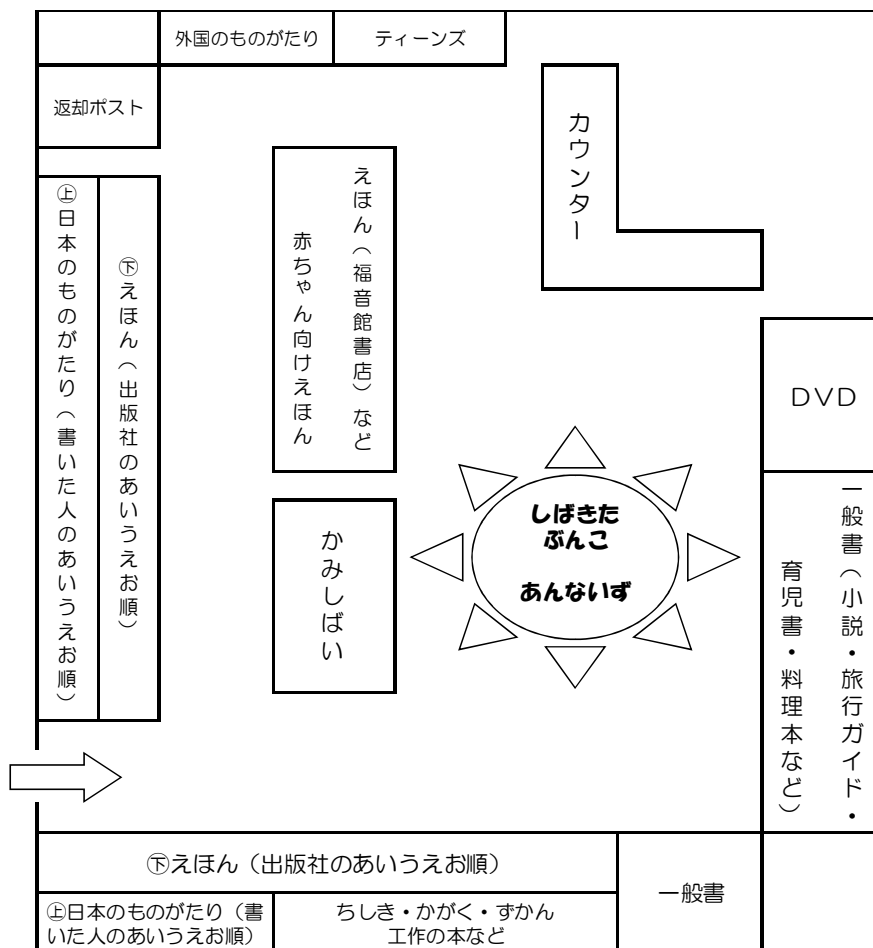 外国のものがたり
ティーンズ
返却ポスト
カウンター
㊤日本のものがたり（書いた人のあいうえお順）
㊦えほん（出版社のあいうえお順）
えほん（福音館書店）など
赤ちゃん向けえほん
かみしばい
DVD
しばきた
ぶんこ
あんないず
一般書（小説・旅行ガイド・
育児書・料理本など）
㊦えほん（出版社のあいうえお順）
㊤日本のものがたり（書
いた人のあいうえお順）
ちしき・かがく・ずかん
工作の本など
一般書